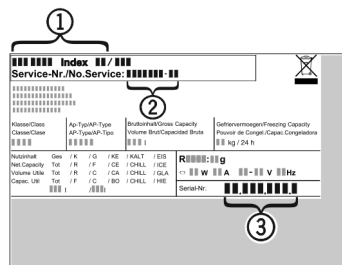 1
Index /
Service-Nr./No.Service: -
2
Klasse/Class Ap-Typ/AP-Type Bruttoinhalt/Gross Capacity Gefriervermoegen/Freezing Capacity
Classe/Clase AP-Type/AP-Tipo Volume Brut/Capacidad Bruta Pouvoir de Congel./Capac.Congeladora
l kg / 24 h
Nutzinhalt Ges / K / G / KE / KALT / EIS
Net.Capacity Tot / R / F / CE / CHILL / ICE
Volume Utile Tot / R / C / CA / CHILL / GLA
Capac. Util Tot / F / C / BO / CHILL / HIE
l / l
R : g
W A - V Hz
Serial-Nr. , , ,
3